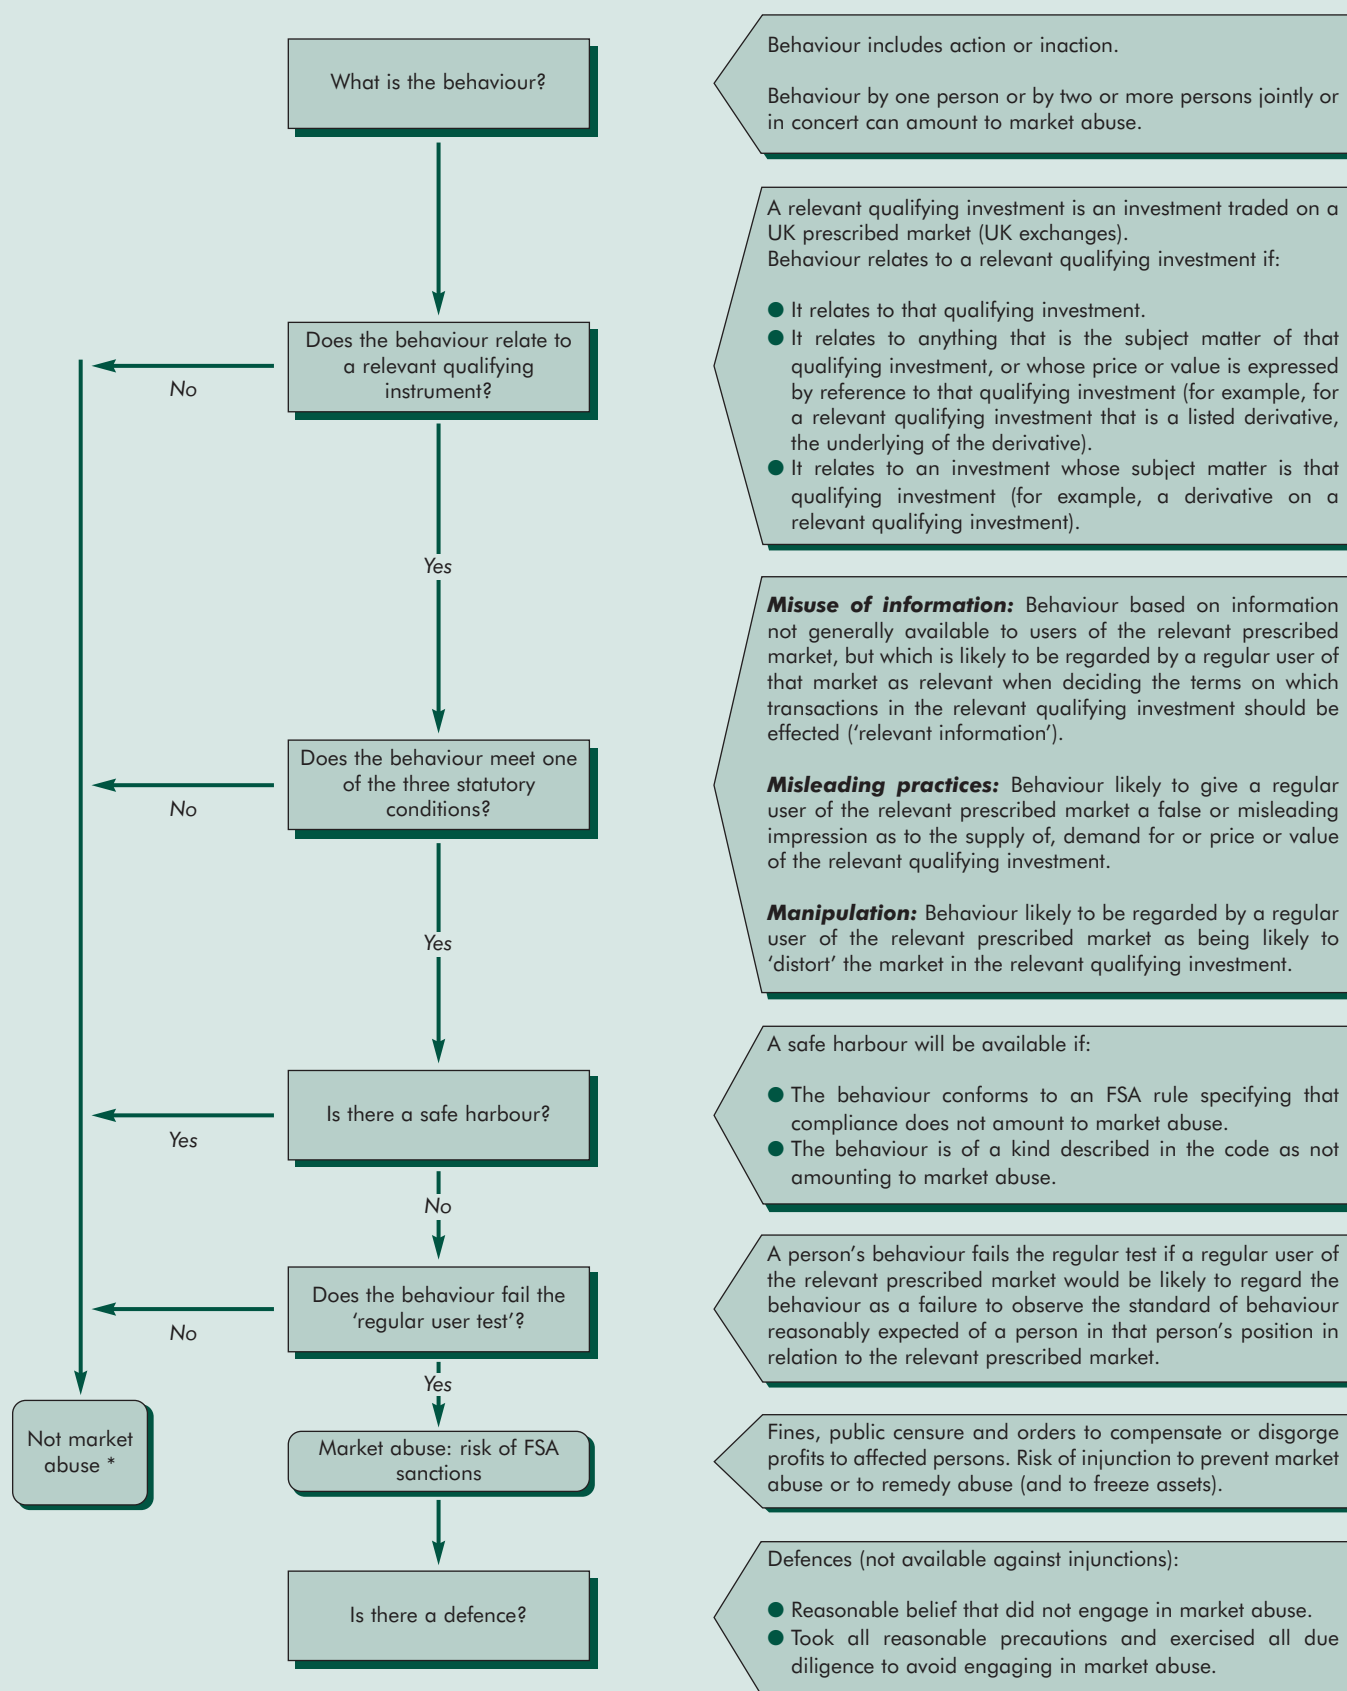 What is the behaviour?
Behaviour includes action or inaction.
Behaviour by one person or by two or more persons jointly or
in concert can amount to market abuse.
Does the behaviour relate to
a relevant qualifying
instrument?
No
Yes
A relevant qualifying investment is an investment traded on a
UK prescribed market (UK exchanges).
Behaviour relates to a relevant qualifying investment if:
● It relates to that qualifying investment.
● It relates to anything that is the subject matter of that
qualifying investment, or whose price or value is expressed
by reference to that qualifying investment (for example, for
a relevant qualifying investment that is a listed derivative,
the underlying of the derivative).
● It relates to an investment whose subject matter is that
qualifying investment (for example, a derivative on a
relevant qualifying investment).
Does the behaviour meet one
of the three statutory
conditions?
No
Yes
Misuse of information: Behaviour based on information
not generally available to users of the relevant prescribed
market, but which is likely to be regarded by a regular user of
that market as relevant when deciding the terms on which
transactions in the relevant qualifying investment should be
effected (‘relevant information’).
Misleading practices: Behaviour likely to give a regular
user of the relevant prescribed market a false or misleading
impression as to the supply of, demand for or price or value
of the relevant qualifying investment.
Manipulation: Behaviour likely to be regarded by a regular
user of the relevant prescribed market as being likely to
‘distort’ the market in the relevant qualifying investment.
Is there a safe harbour?
Yes
No
A safe harbour will be available if:
● The behaviour conforms to an FSA rule specifying that
compliance does not amount to market abuse.
● The behaviour is of a kind described in the code as not
amounting to market abuse.
Does the behaviour fail the
‘regular user test’?
No
Yes
A person’s behaviour fails the regular test if a regular user of
the relevant prescribed market would be likely to regard the
behaviour as a failure to observe the standard of behaviour
reasonably expected of a person in that person’s position in
relation to the relevant prescribed market.
Not market
abuse *
Market abuse: risk of FSA
sanctions
Fines, public censure and orders to compensate or disgorge
profits to affected persons. Risk of injunction to prevent market
abuse or to remedy abuse (and to freeze assets).
Is there a defence?
Defences (not available against injunctions):
● Reasonable belief that did not engage in market abuse.
● Took all reasonable precautions and exercised all due
diligence to avoid engaging in market abuse.